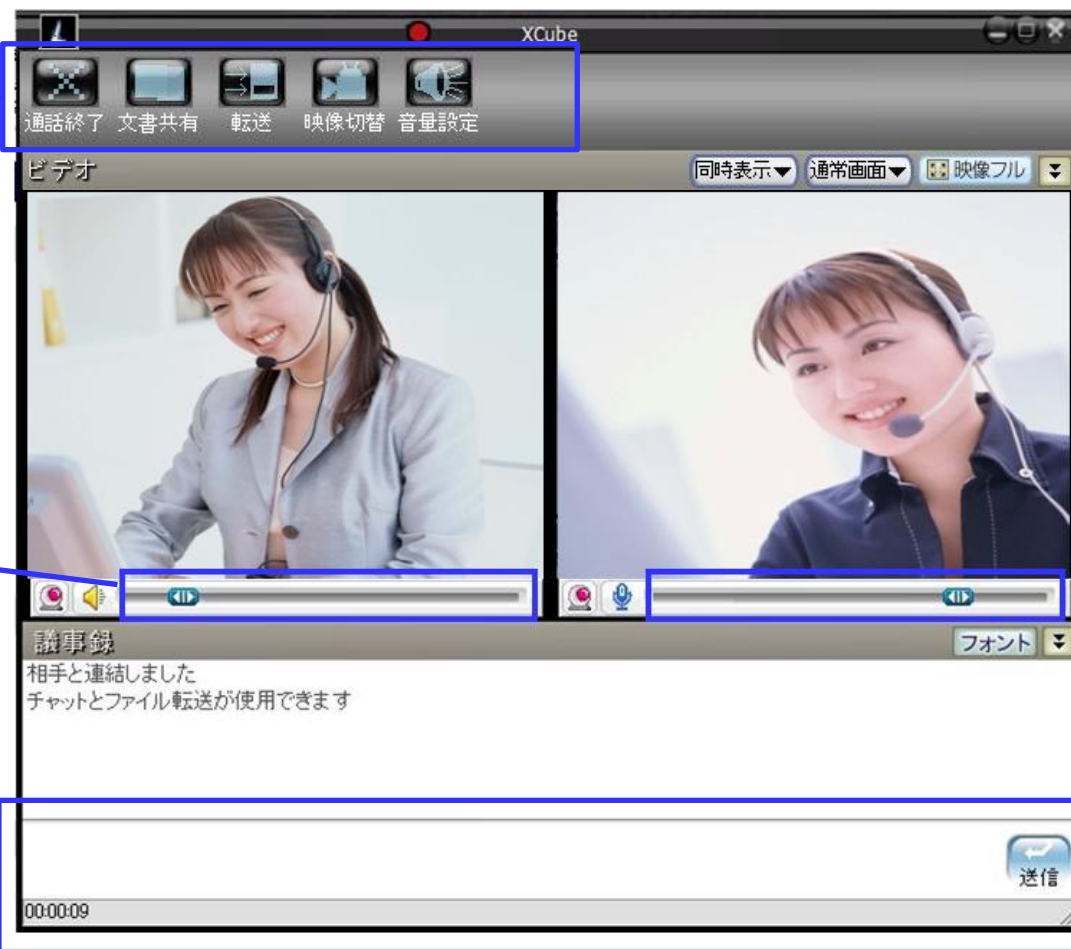 XCube
通話終了 文書共有 転送 映像切替 音量設定
ビデオ 同時表示▼ 通常画面▼ 映像フル
議事録 フォント
相手と連結しました
チャットとファイル転送が使用できます
送信
00:00:09